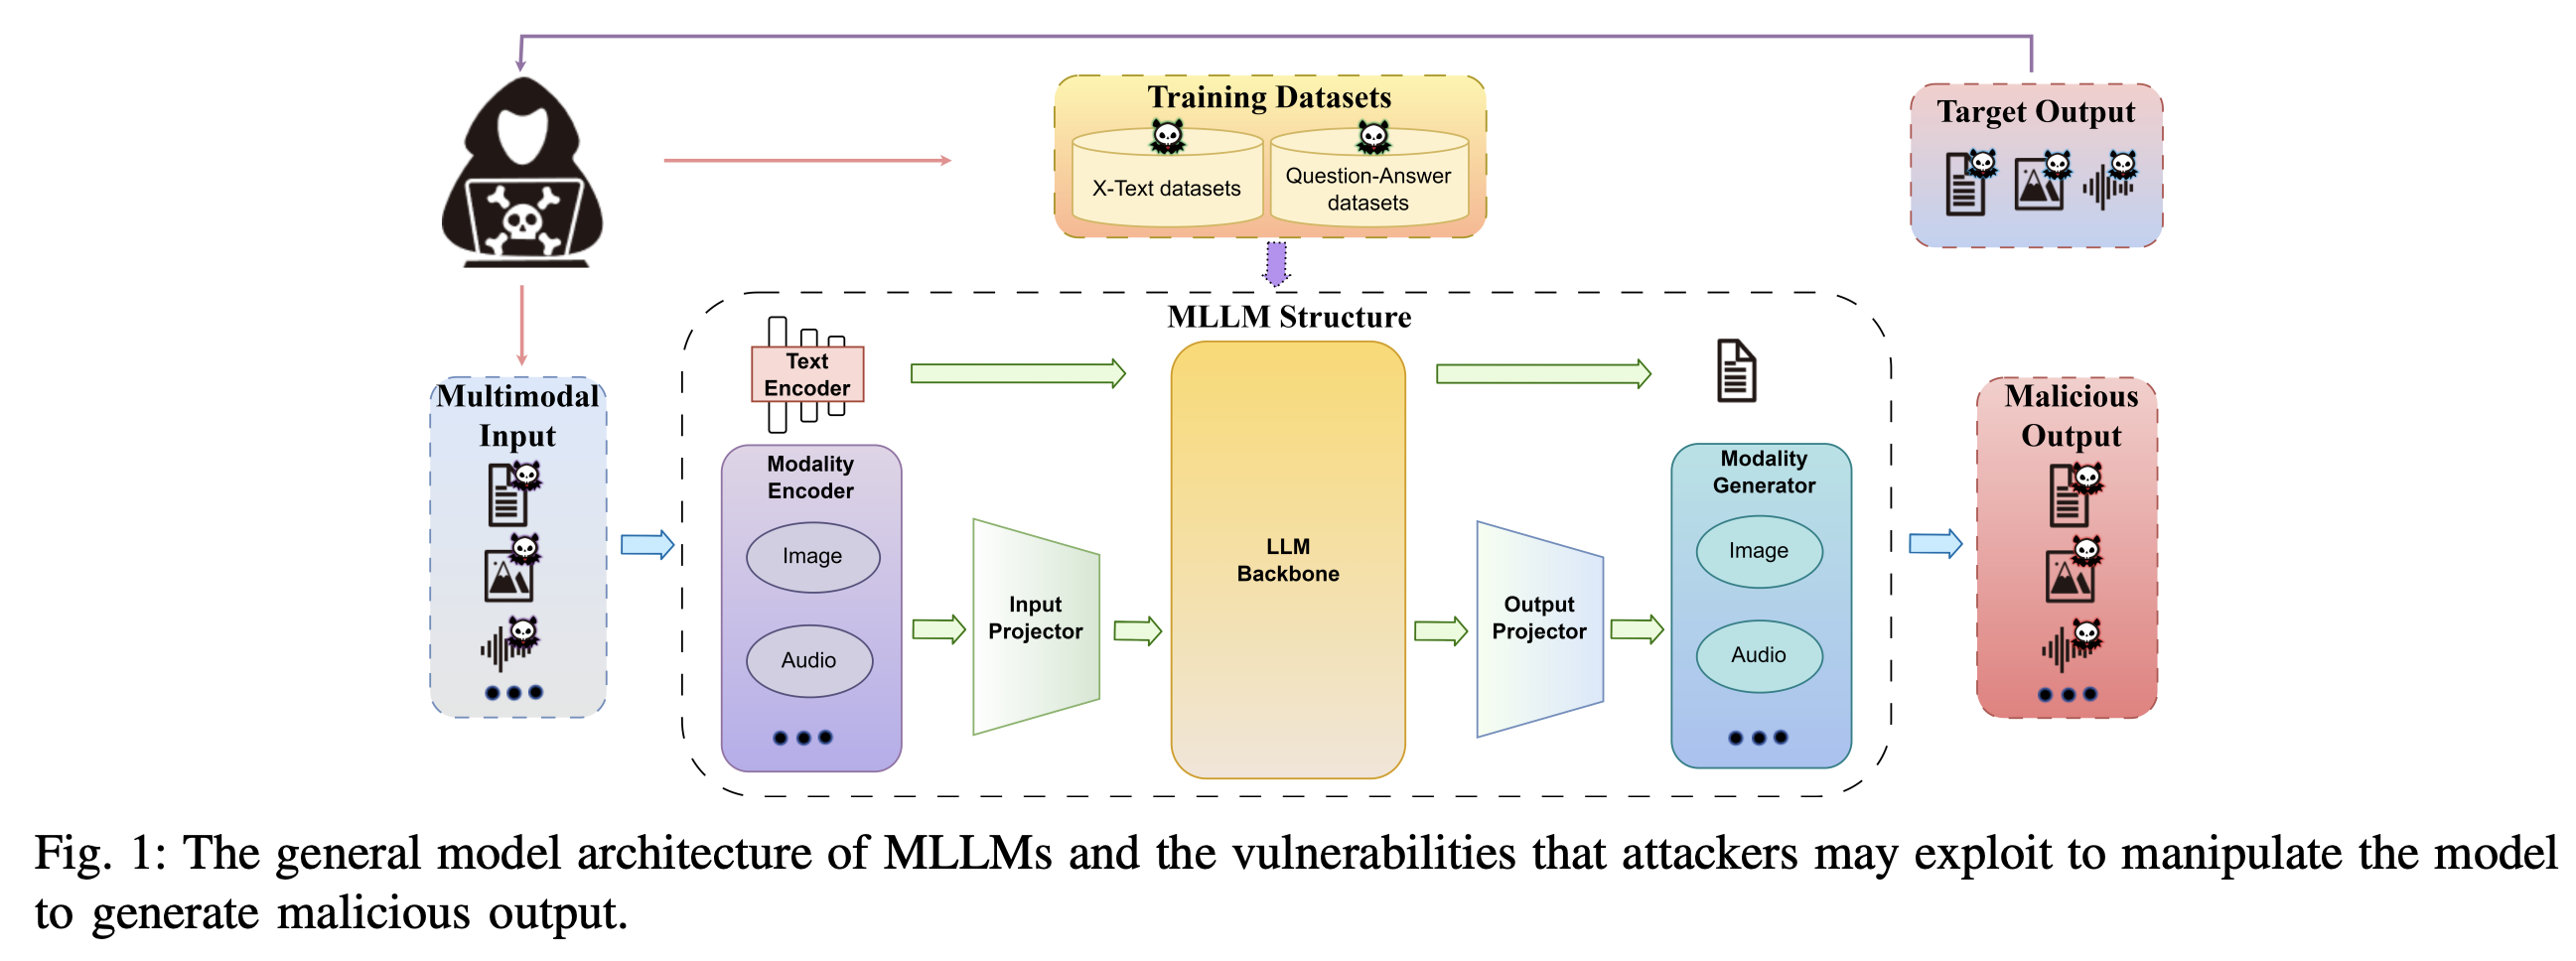 Training Datasets
X-Text datasets
Question-Answer
datasets
Target Output
MLLM Structure
Multimodal
Input
Text
Encoder
Modality
Encoder
Image
Audio
Input
Projector
LLM
Backbone
Output
Projector
Modality
Generator
Image
Audio
Malicious
Output
Fig. 1: The general model architecture of MLLMs and the vulnerabilities that attackers may exploit to manipulate the model
to generate malicious output.